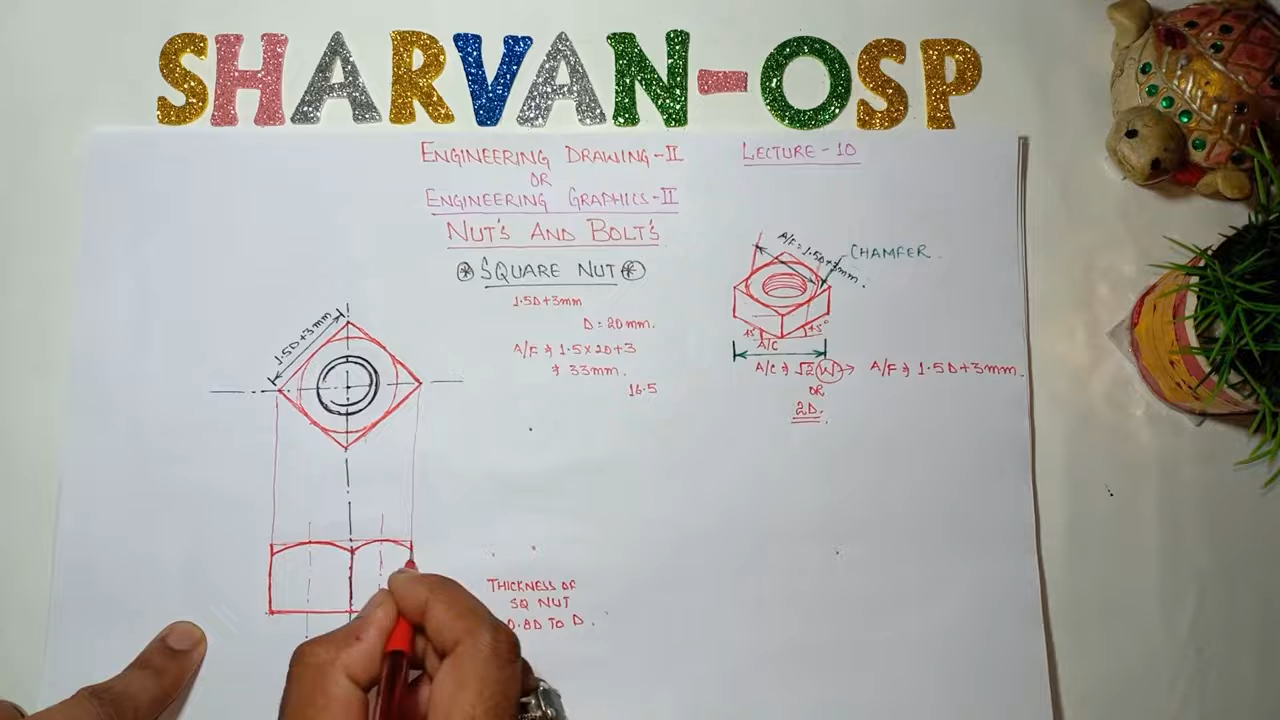 SHARVAN-OSP
ENGINEERING DRAWING-II
OR
ENGINEERING GRAPHICS-II
LECTURE-10
NUT'S AND BOLT'S
SQUARE NUT
1.5D+3mm
D=20mm.
A/F ⇒ 1.5×20+3
⇒ 33mm.
16.5
1.5D+3mm
A/F=1.5D+3mm.
CHAMFER.
45°
45°
A/C
A/C ⇒ √2 W → A/F ⇒ 1.5D+3mm.
OR
2D.
THICKNESS OF
SQ NUT
0.8D TO D.